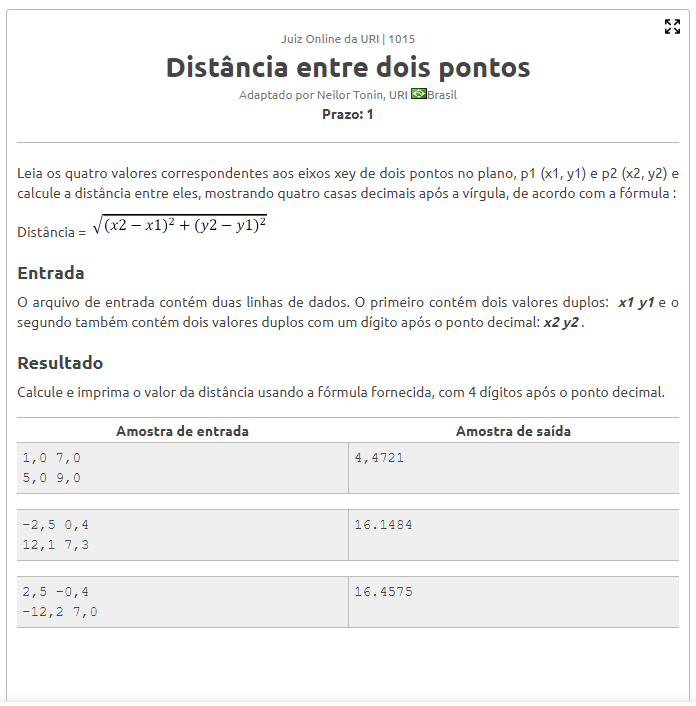 Juiz Online da URI | 1015
Distância entre dois pontos
Adaptado por Neilor Tonin, URI Brasil
Prazo: 1
Leia os quatro valores correspondentes aos eixos xey de dois pontos no plano, p1 (x1, y1) e p2 (x2, y2) e
calcule a distância entre eles, mostrando quatro casas decimais após a vírgula, de acordo com a fórmula :
Distância = √(x2 − x1)² + (y2 − y1)²
Entrada
O arquivo de entrada contém duas linhas de dados. O primeiro contém dois valores duplos: x1 y1 e o
segundo também contém dois valores duplos com um dígito após o ponto decimal: x2 y2 .
Resultado
Calcule e imprima o valor da distância usando a fórmula fornecida, com 4 dígitos após o ponto decimal.
Amostra de entrada Amostra de saída
1,0 7,0 4,4721
5,0 9,0
-2,5 0,4 16.1484
12,1 7,3
2,5 -0,4 16.4575
-12,2 7,0